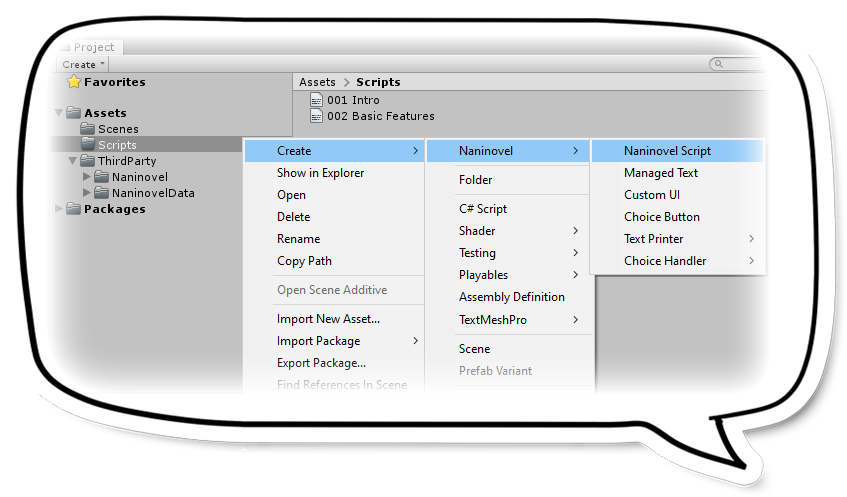 Project
Create
Favorites
Assets > Scripts
001 Intro
002 Basic Features
Assets
Scenes
Scripts
ThirdParty
Naninovel
NaninovelData
Packages
Create
Show in Explorer
Open
Delete
Rename
Copy Path
Open Scene Additive
Import New Asset...
Import Package
Export Package...
Find References In Scene
Naninovel
Folder
C# Script
Shader
Testing
Playables
Assembly Definition
TextMeshPro
Scene
Prefab Variant
Naninovel Script
Managed Text
Custom UI
Choice Button
Text Printer
Choice Handler